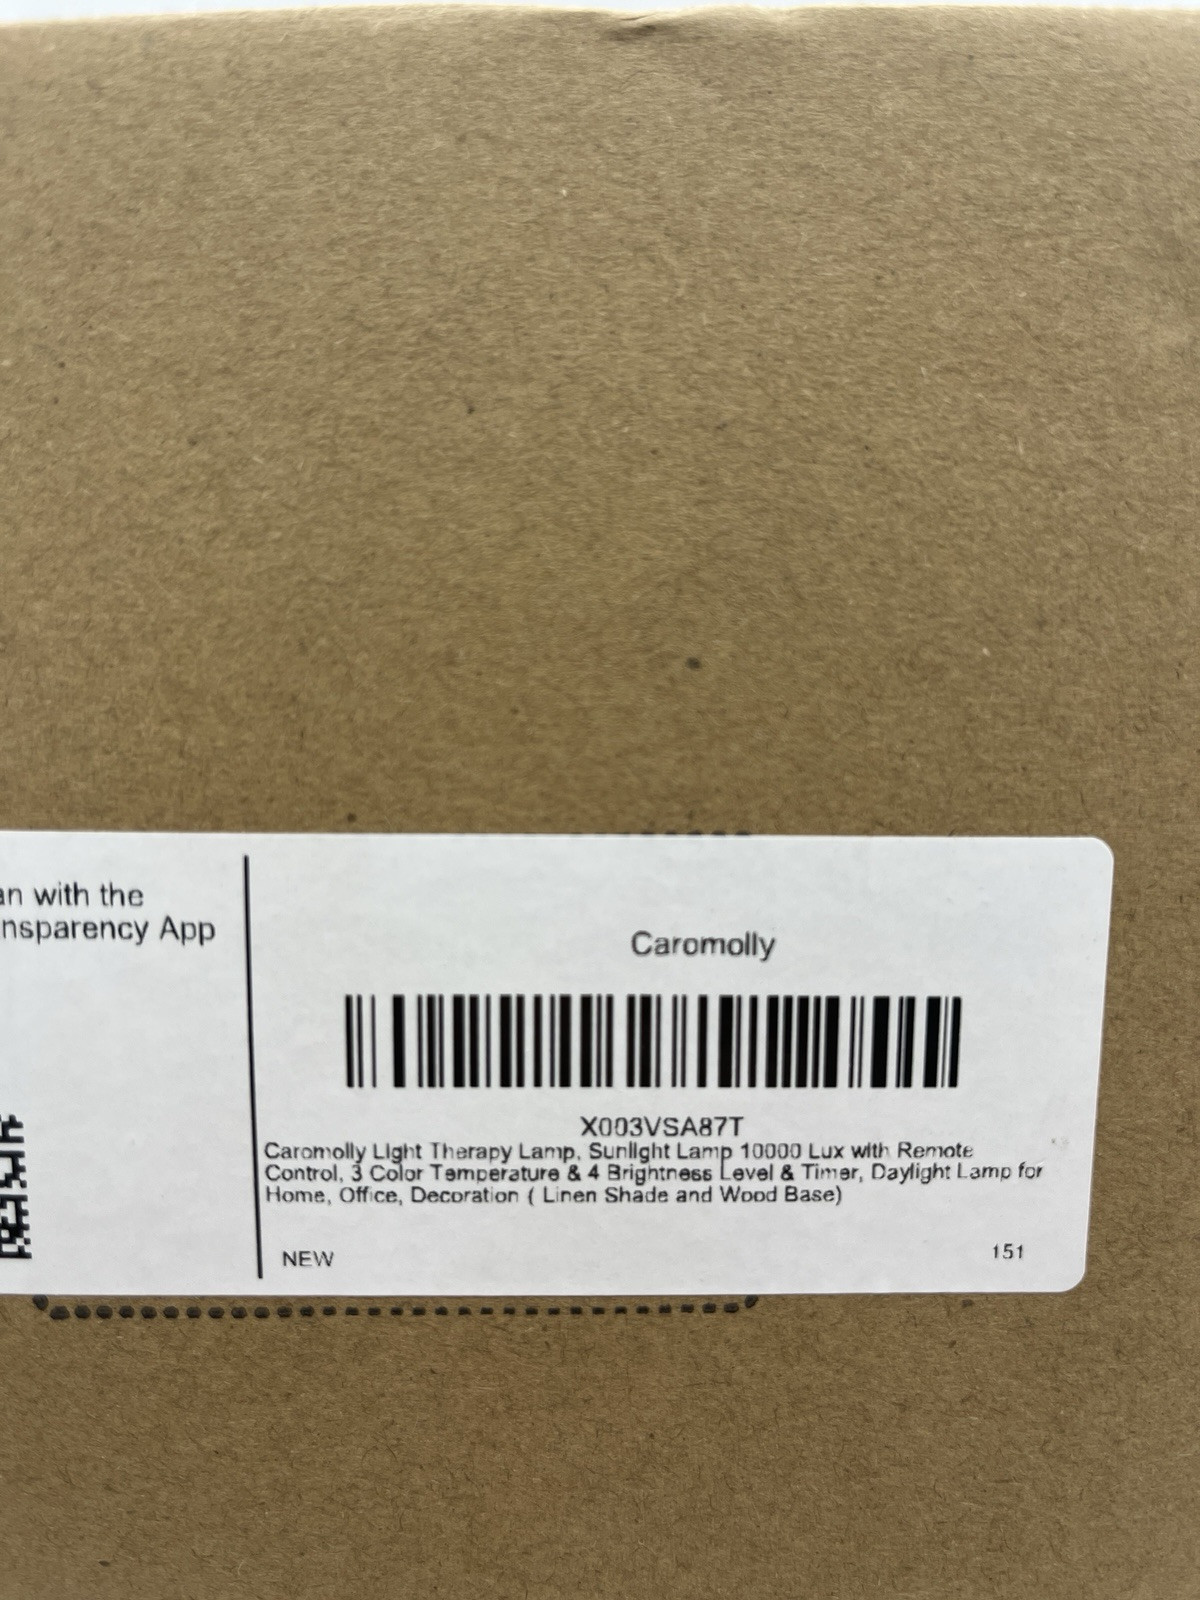 an with the
nsparency App
Caromolly
X003VSA87T
Caromolly Light Therapy Lamp, Sunlight Lamp 10000 Lux with Remote
Control, 3 Color Temperature & 4 Brightness Level & Timer, Daylight Lamp for
Home, Office, Decoration ( Linen Shade and Wood Base)
NEW
151